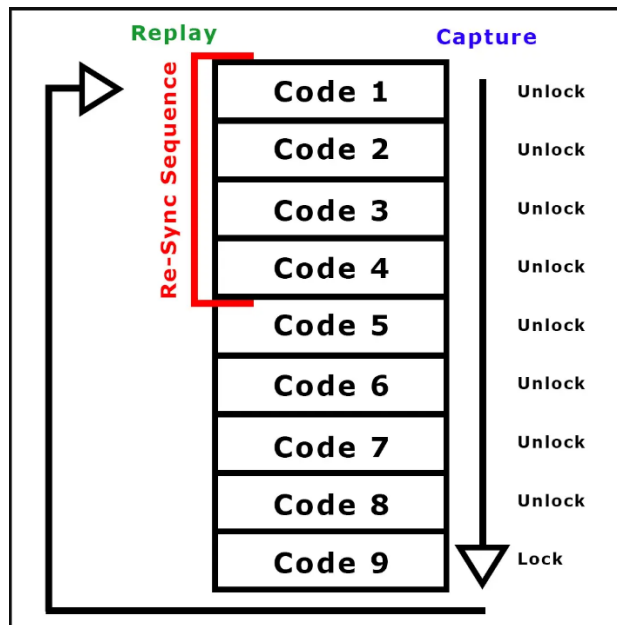 Replay
Capture
Re-Sync Sequence
Code 1 Unlock
Code 2 Unlock
Code 3 Unlock
Code 4 Unlock
Code 5 Unlock
Code 6 Unlock
Code 7 Unlock
Code 8 Unlock
Code 9 Lock